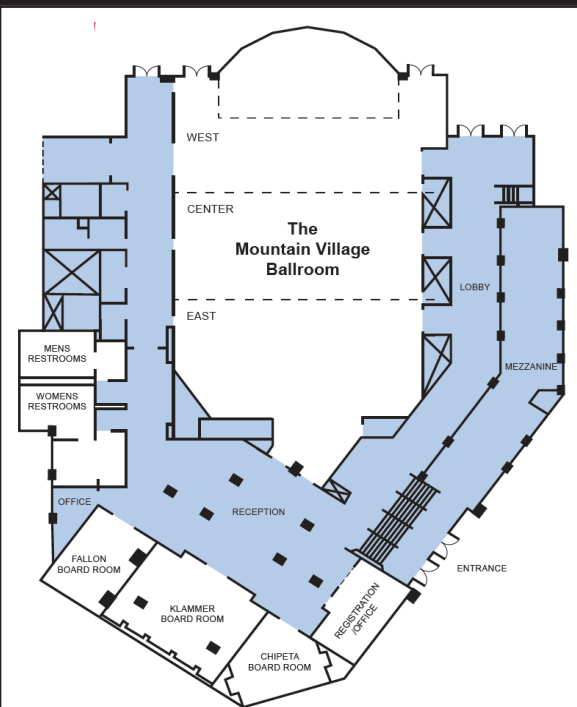 WEST
CENTER
The
Mountain Village
Ballroom
LOBBY
EAST
MENS
RESTROOMS
MEZZANINE
WOMENS
RESTROOMS
OFFICE
RECEPTION
FALLON
BOARD ROOM
ENTRANCE
KLAMMER
BOARD ROOM
REGISTRATION
/OFFICE
CHIPETA
BOARD ROOM